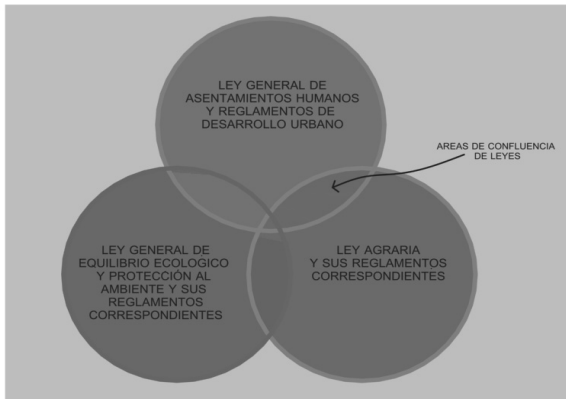 LEY GENERAL DE
ASENTAMIENTOS HUMANOS
Y REGLAMENTOS DE
DESARROLLO URBANO
AREAS DE CONFLUENCIA
DE LEYES
LEY GENERAL DE
EQUILIBRIO ECOLOGICO
Y PROTECCIÓN AL
AMBIENTE Y SUS
REGLAMENTOS
CORRESPONDIENTES
LEY AGRARIA
Y SUS REGLAMENTOS
CORRESPONDIENTES